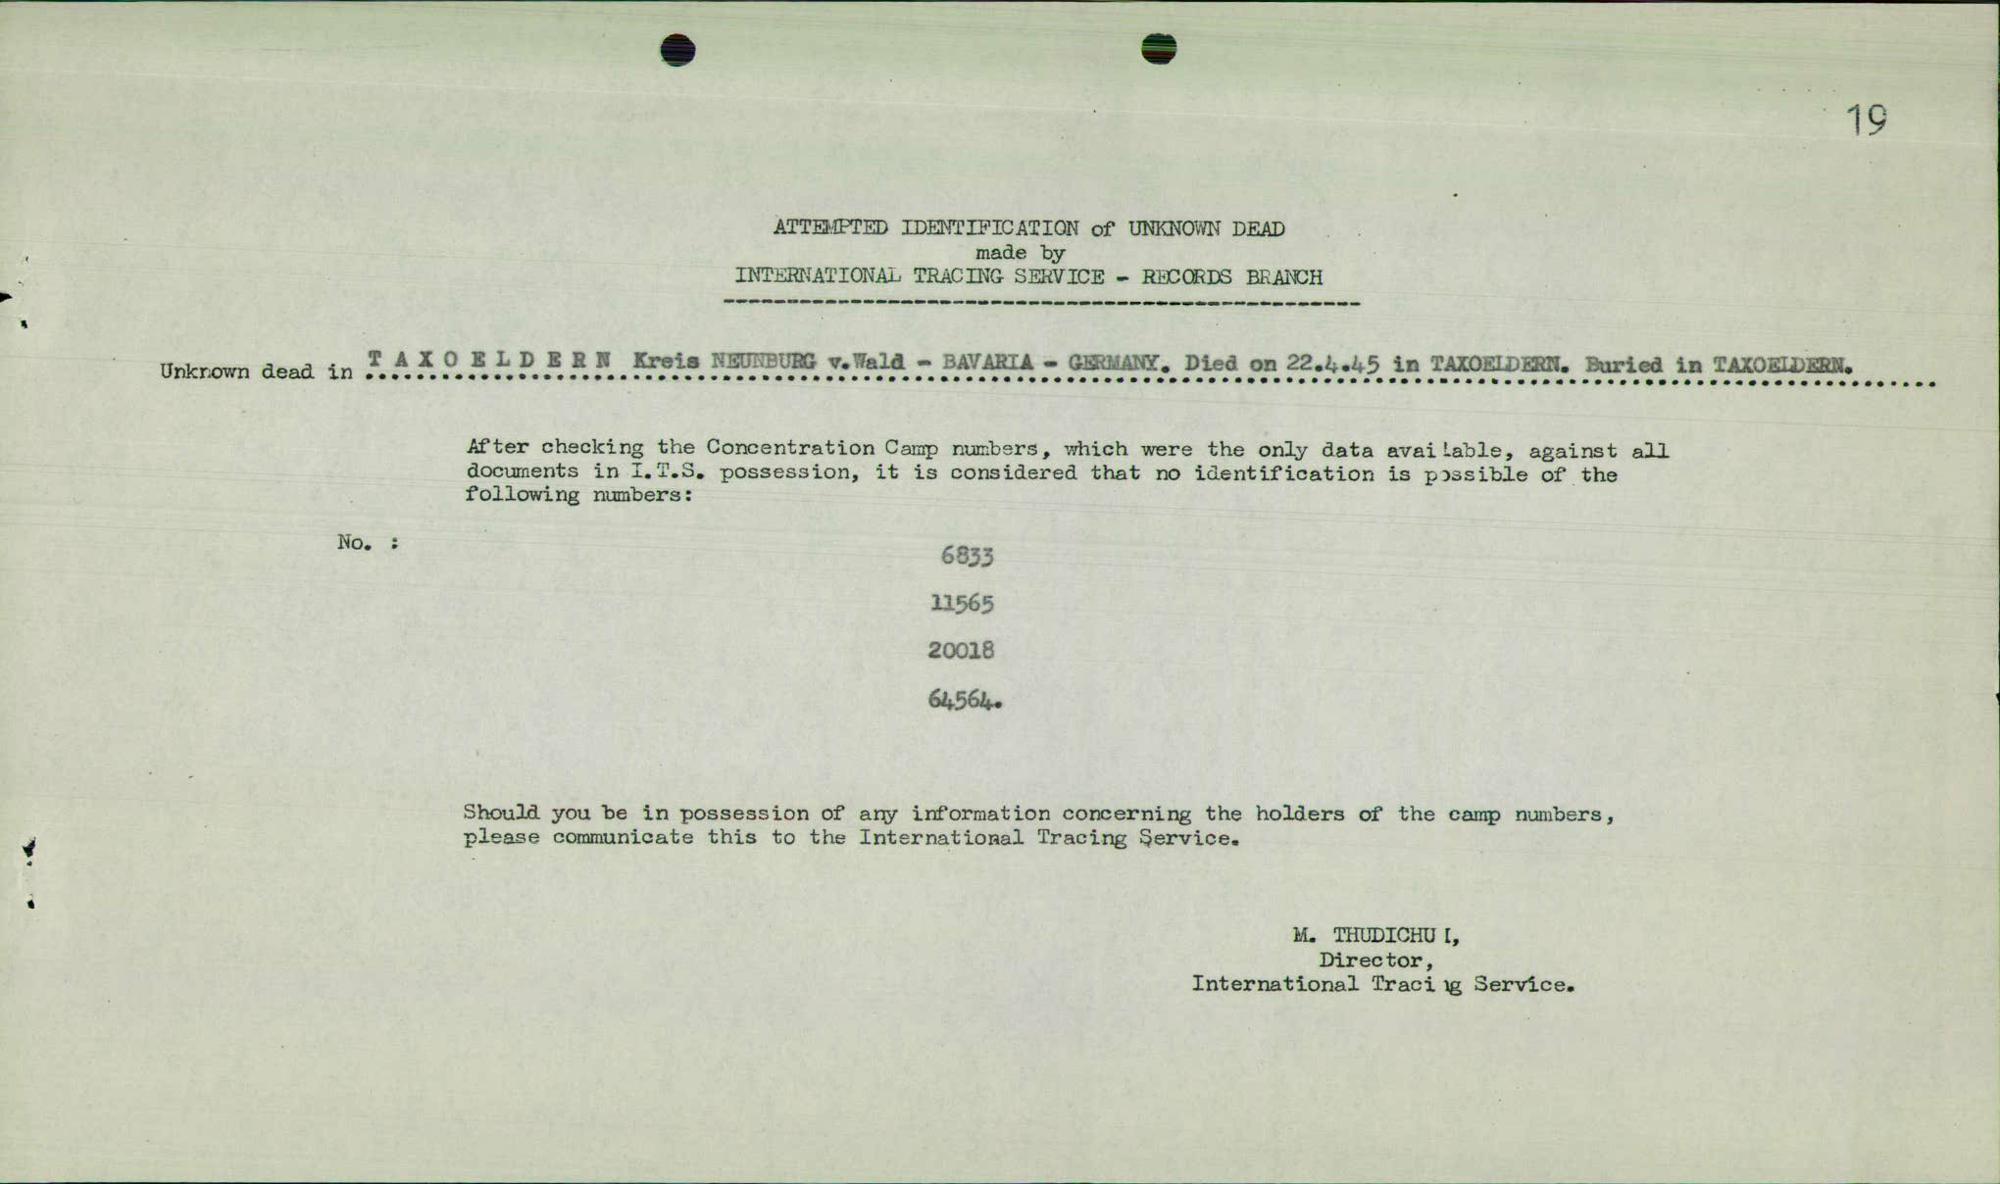 19
ATTEMPTED IDENTIFICATION of UNKNOWN DEAD
made by
INTERNATIONAL TRACING SERVICE - RECORDS BRANCH
Unknown dead in T A X O E L D E R N Kreis NEUNBURG v.Wald - BAVARIA - GERMANY. Died on 22.4.45 in TAXOELDERN. Buried in TAXOELDERN.
After checking the Concentration Camp numbers, which were the only data available, against all
documents in I.T.S. possession, it is considered that no identification is possible of the
following numbers:
No. :
6833
11565
20018
64564.
Should you be in possession of any information concerning the holders of the camp numbers,
please communicate this to the International Tracing Service.
M. THUDICHUM,
Director,
International Tracing Service.